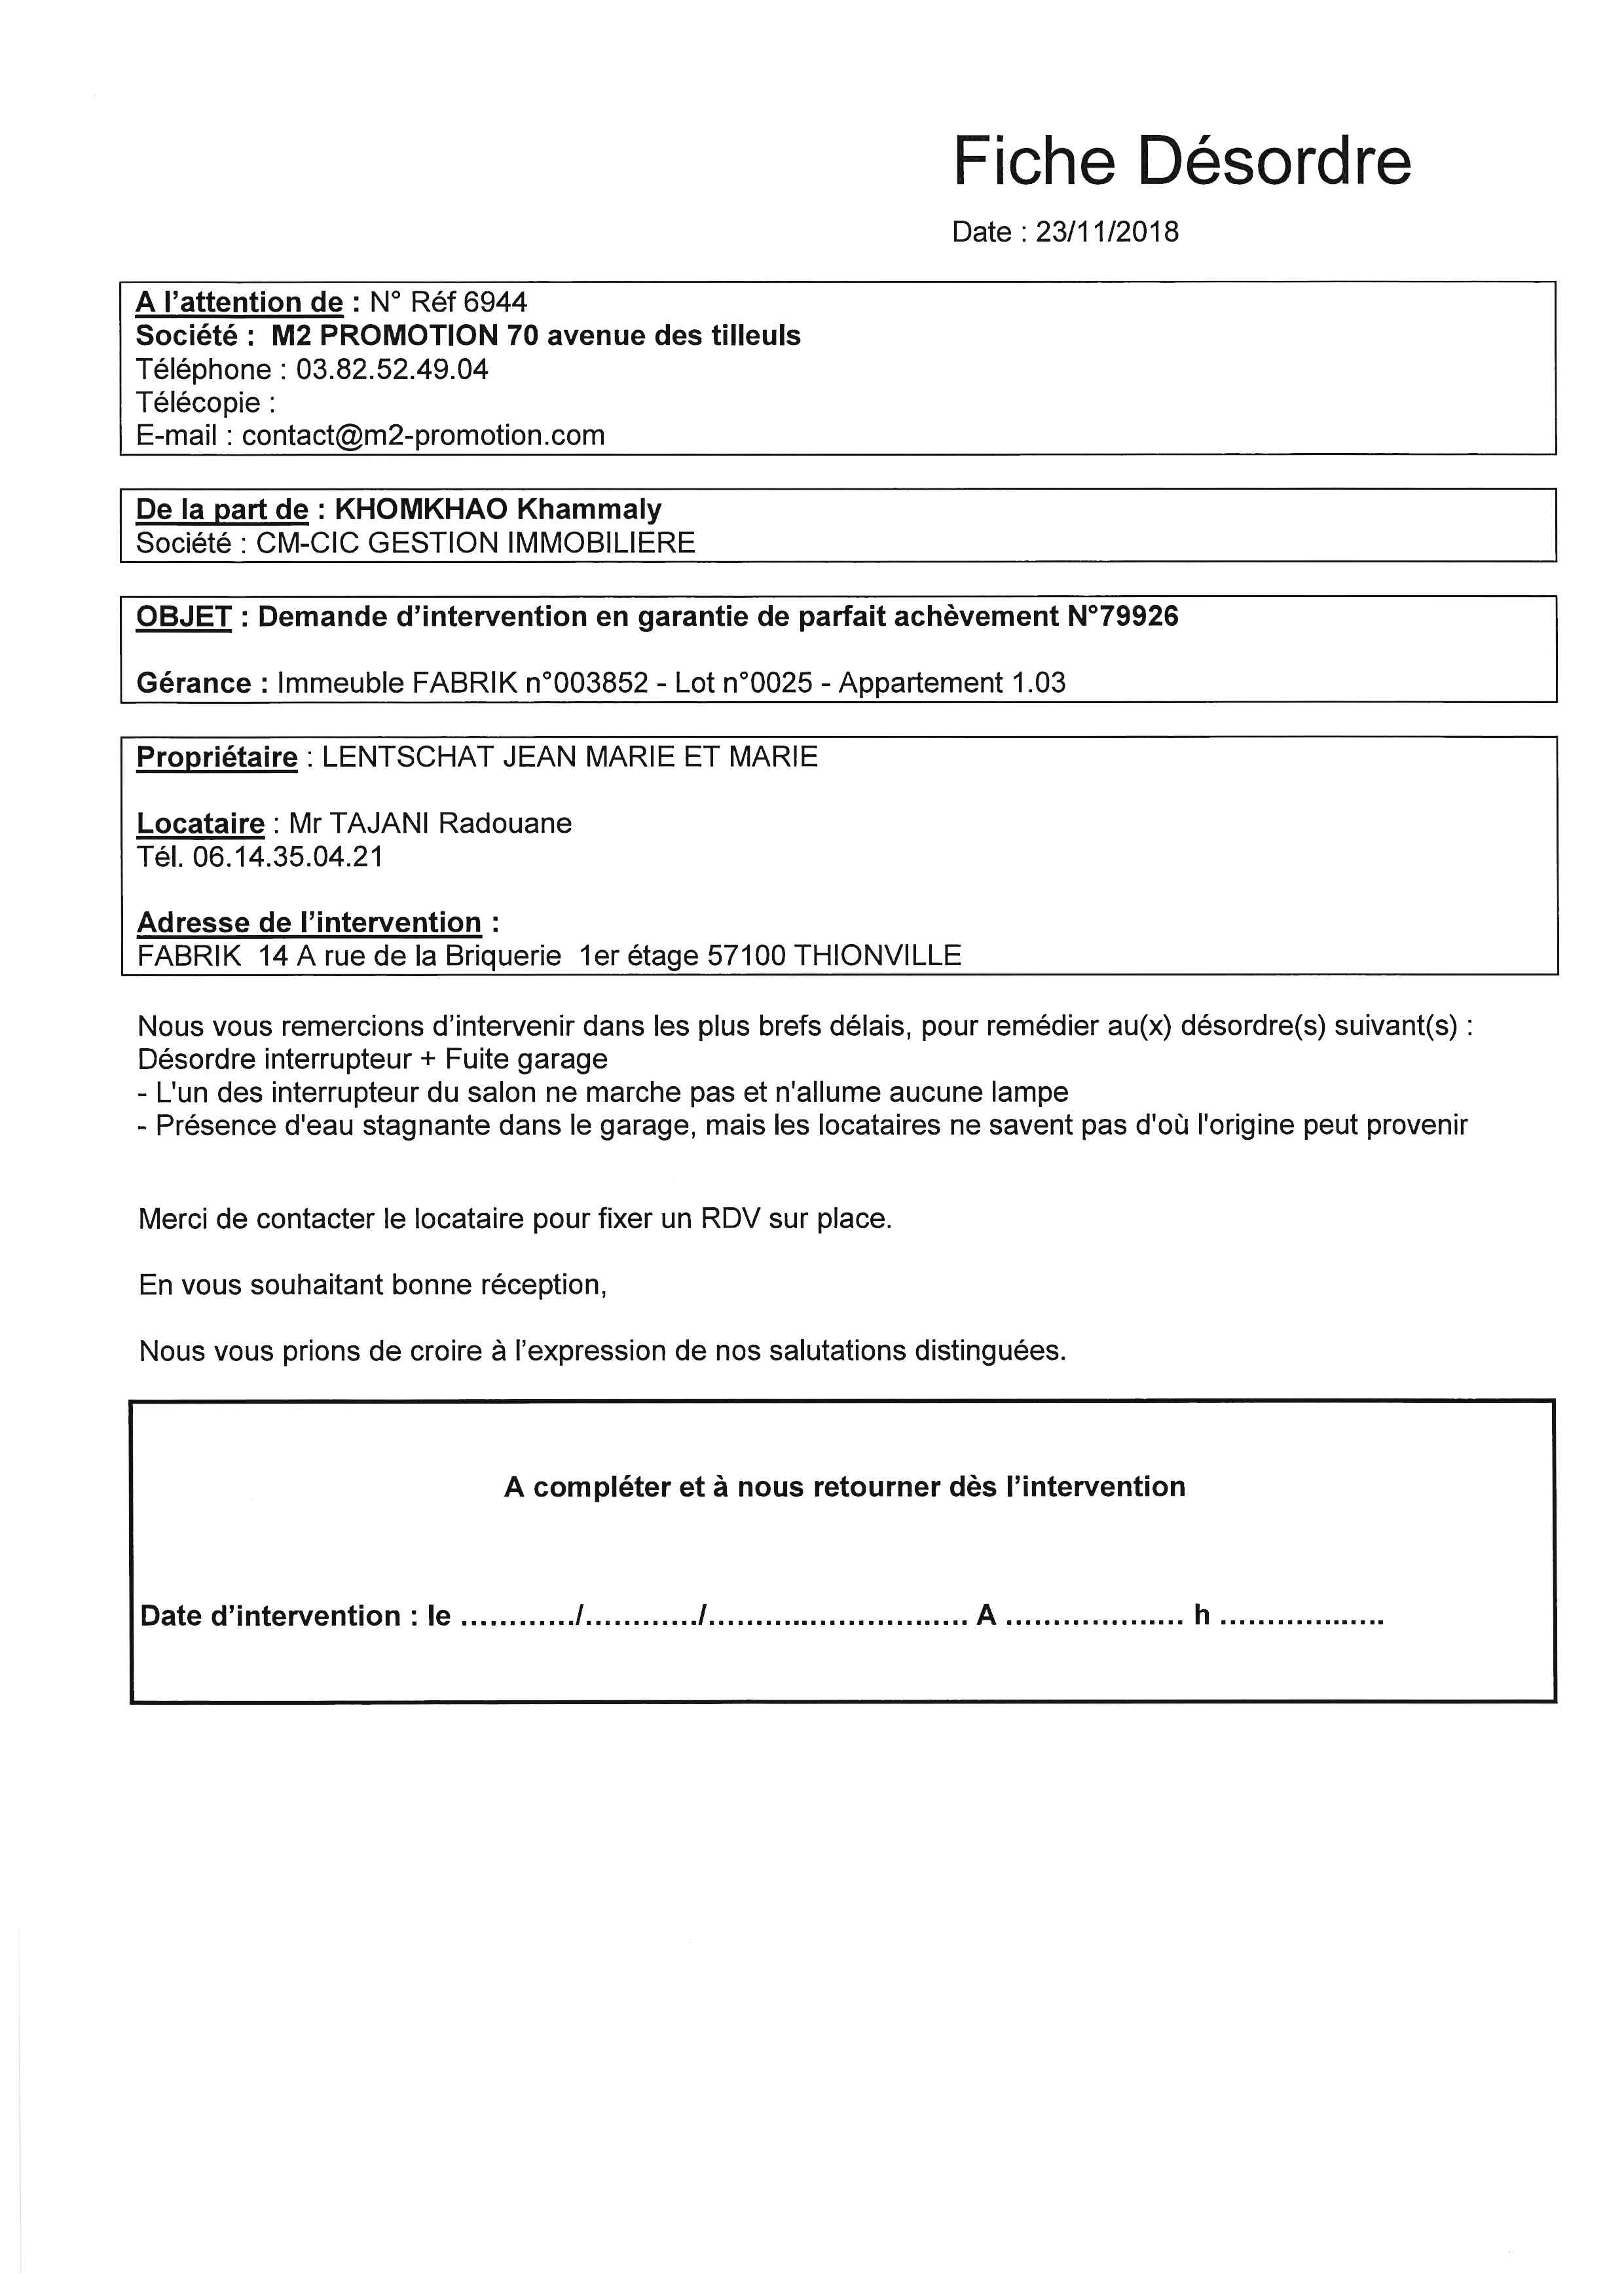 Fiche Désordre
Date : 23/11/2018
A l'attention de : N° Réf 6944
Société :  M2 PROMOTION 70 avenue des tilleuls
Téléphone : 03.82.52.49.04
Télécopie :
E-mail : contact@m2-promotion.com
De la part de : KHOMKHAO Khammaly
Société : CM-CIC GESTION IMMOBILIERE
OBJET : Demande d'intervention en garantie de parfait achèvement N°79926
Gérance : Immeuble FABRIK n°003852 - Lot n°0025 - Appartement 1.03
Propriétaire : LENTSCHAT JEAN MARIE ET MARIE
Locataire : Mr TAJANI Radouane
Tél. 06.14.35.04.21
Adresse de l'intervention :
FABRIK  14 A rue de la Briquerie  1er étage 57100 THIONVILLE
Nous vous remercions d'intervenir dans les plus brefs délais, pour remédier au(x) désordre(s) suivant(s) :
Désordre interrupteur + Fuite garage
- L'un des interrupteur du salon ne marche pas et n'allume aucune lampe
- Présence d'eau stagnante dans le garage, mais les locataires ne savent pas d'où l'origine peut provenir
Merci de contacter le locataire pour fixer un RDV sur place.
En vous souhaitant bonne réception,
Nous vous prions de croire à l'expression de nos salutations distinguées.
A compléter et à nous retourner dès l'intervention
Date d'intervention : le ............/............/........................... A ................... h .................